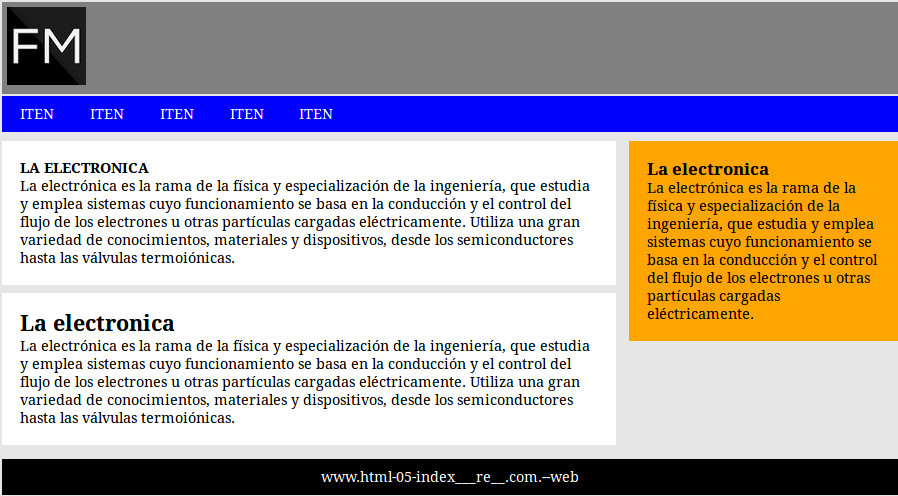 FM
ITEN ITEN ITEN ITEN ITEN
LA ELECTRONICA
La electrónica es la rama de la física y especialización de la ingeniería, que estudia
y emplea sistemas cuyo funcionamiento se basa en la conducción y el control del
flujo de los electrones u otras partículas cargadas eléctricamente. Utiliza una gran
variedad de conocimientos, materiales y dispositivos, desde los semiconductores
hasta las válvulas termoiónicas.
La electronica
La electrónica es la rama de la física y especialización de la ingeniería, que estudia
y emplea sistemas cuyo funcionamiento se basa en la conducción y el control del
flujo de los electrones u otras partículas cargadas eléctricamente. Utiliza una gran
variedad de conocimientos, materiales y dispositivos, desde los semiconductores
hasta las válvulas termoiónicas.
La electronica
La electrónica es la rama de la
física y especialización de la
ingeniería, que estudia y emplea
sistemas cuyo funcionamiento se
basa en la conducción y el control
del flujo de los electrones u otras
partículas cargadas
eléctricamente.
www.html-05-index___re__.com.--web